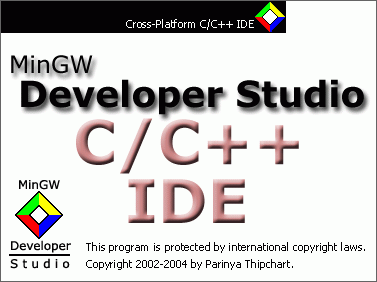 Cross-Platform C/C++ IDE
MinGW
Developer Studio
C/C++
IDE
MinGW
Developer
Studio
This program is protected by international copyright laws.
Copyright 2002-2004 by Parinya Thipchart.